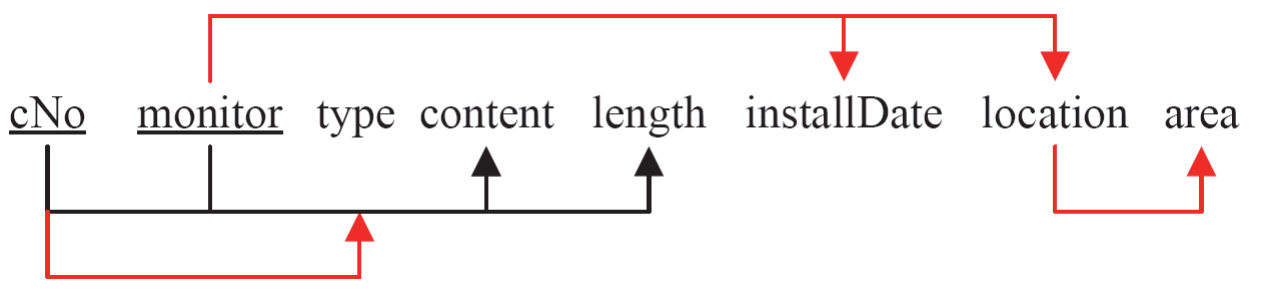 cNo monitor type content length installDate location area